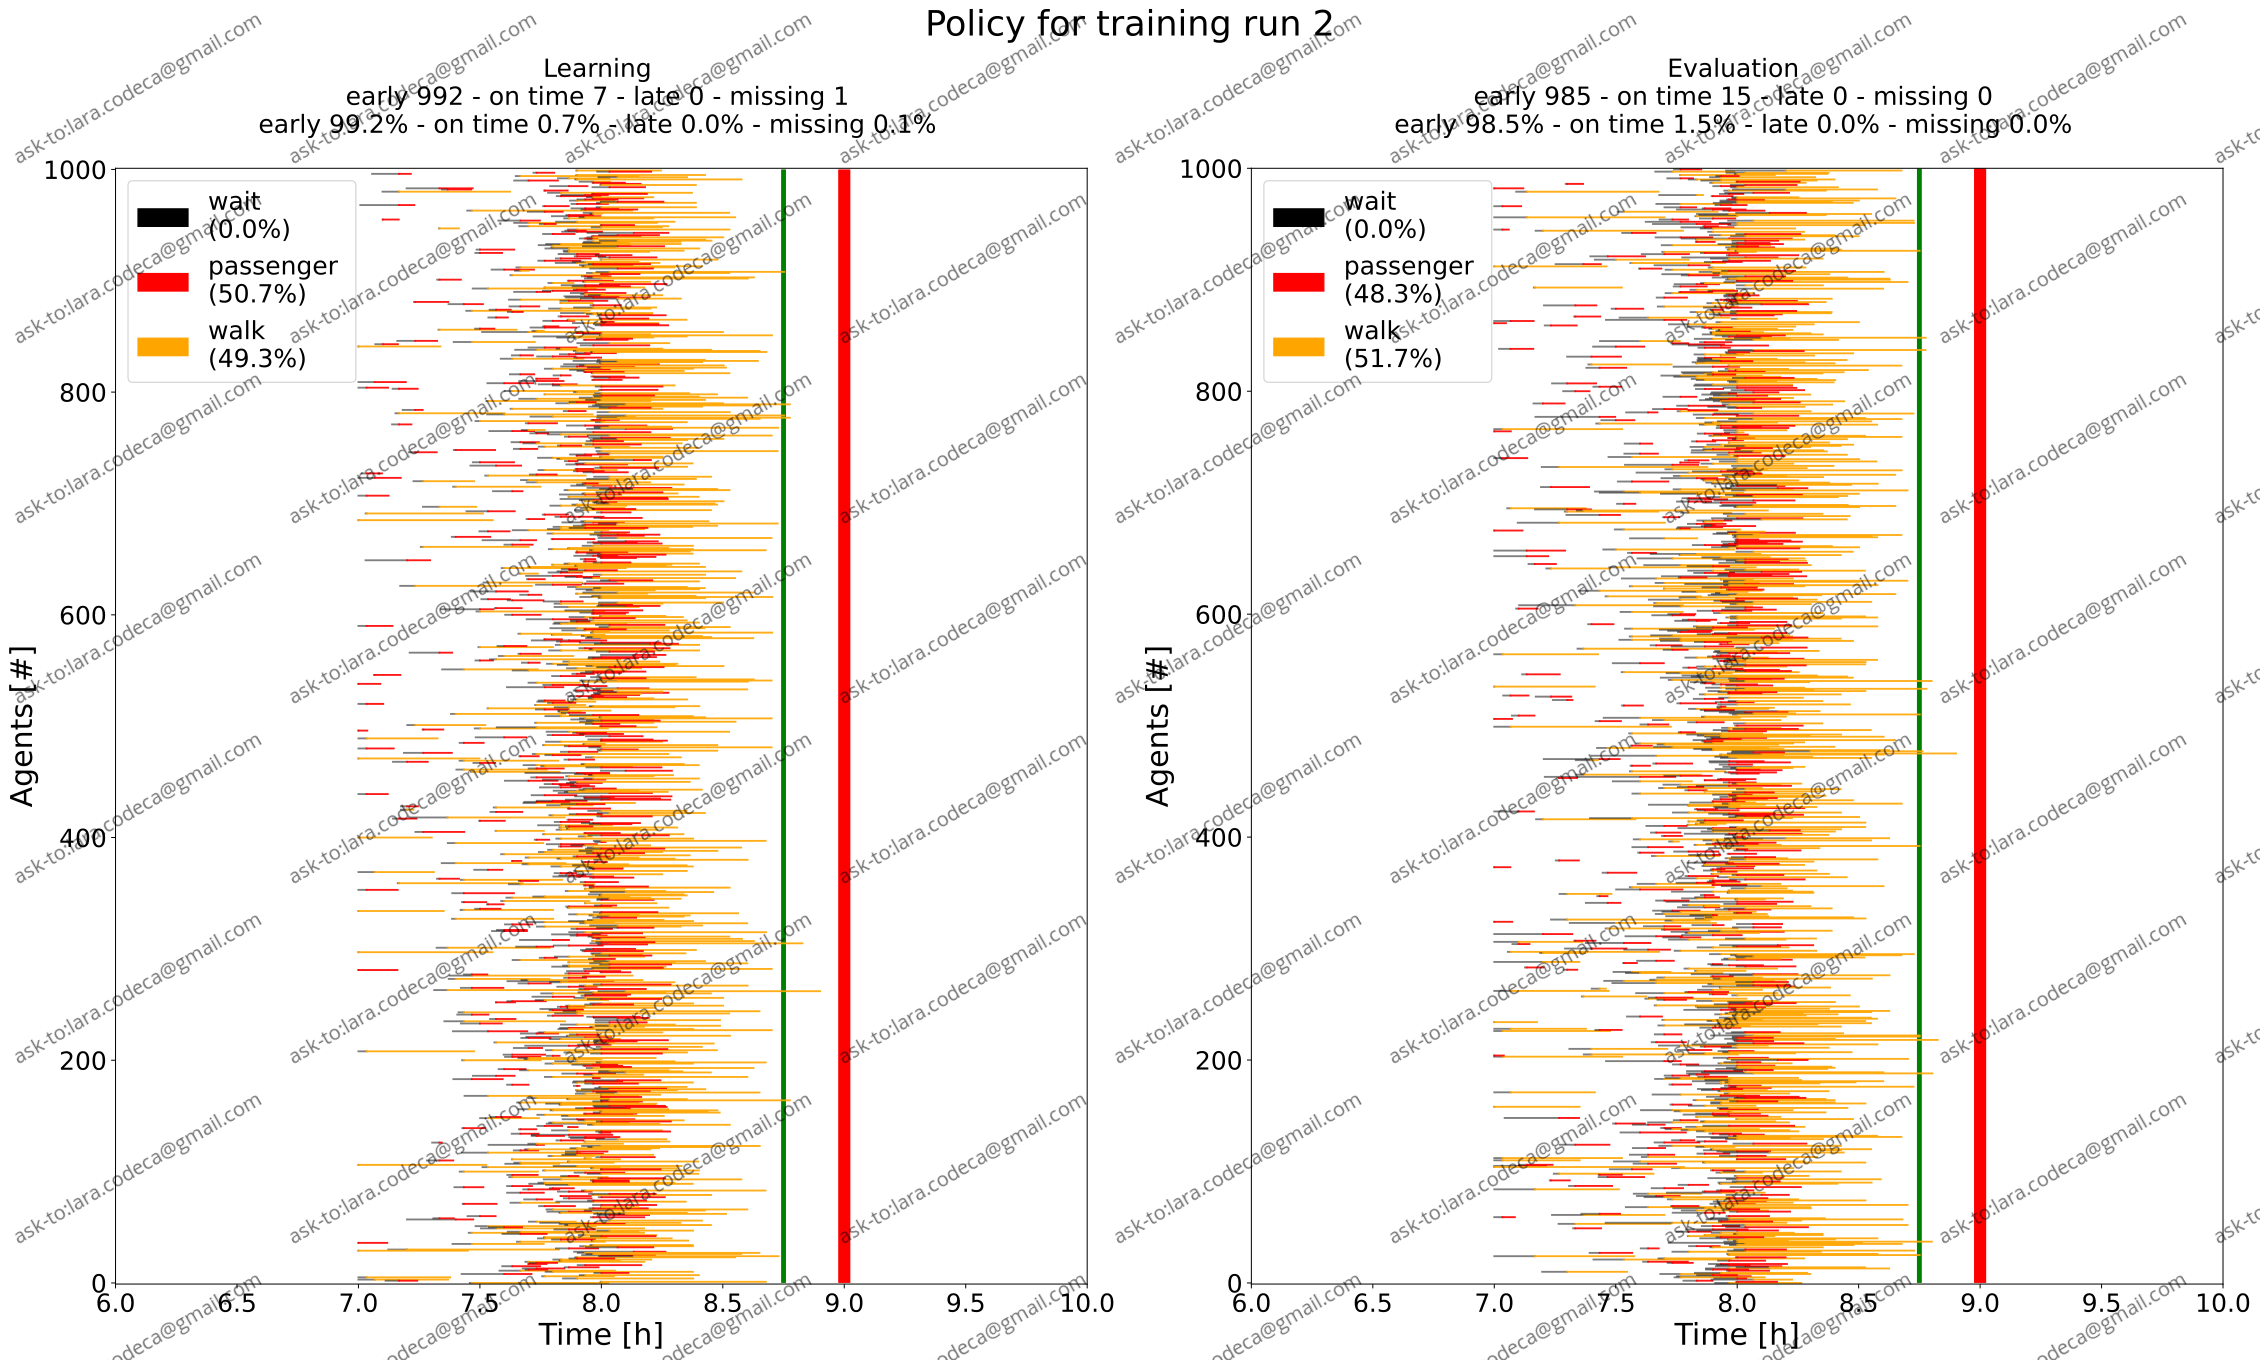 Policy for training run 2
Learning
early 992 - on time 7 - late 0 - missing 1
early 99.2% - on time 0.7% - late 0.0% - missing 0.1%
1000
800
600
400
200
0
Agents [#]
wait
(0.0%)
passenger
(50.7%)
walk
(49.3%)
6.0 6.5 7.0 7.5 8.0 8.5 9.0 9.5 10.0
Time [h]
Evaluation
early 985 - on time 15 - late 0 - missing 0
early 98.5% - on time 1.5% - late 0.0% - missing 0.0%
1000
800
600
400
200
0
Agents [#]
wait
(0.0%)
passenger
(48.3%)
walk
(51.7%)
6.0 6.5 7.0 7.5 8.0 8.5 9.0 9.5 10.0
Time [h]
ask-to:lara.codeca@gmail.com